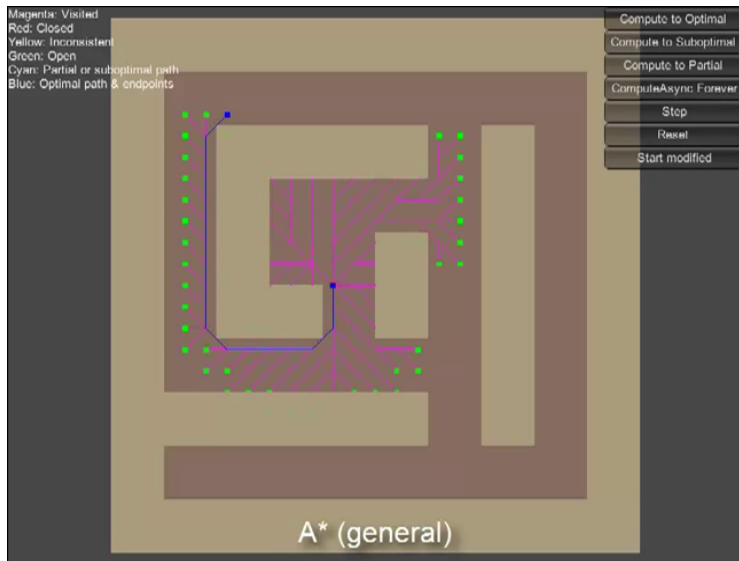 Magenta: Visited
Red: Closed
Yellow: Inconsistent
Green: Open
Cyan: Partial or suboptimal path
Blue: Optimal path & endpoints
Compute to Optimal
Compute to Suboptimal
Compute to Partial
ComputeAsync Forever
Step
Reset
Start modified
A* (general)